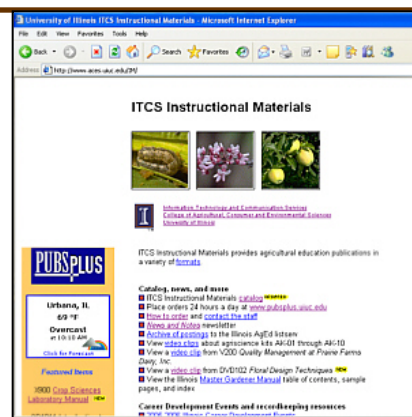 University of Illinois ITCS Instructional Materials - Microsoft Internet Explorer
File Edit View Favorites Tools Help
Back Search Favorites
Address http://www.aces.uiuc.edu/IM/
ITCS Instructional Materials
Information Technology and Communication Services
College of Agricultural, Consumer and Environmental Sciences
University of Illinois
I
ITCS Instructional Materials provides agricultural education publications in
a variety of formats.
PUBSPLUS
Urbana, IL
69 °F
Overcast
at 10:10 AM
Click for Forecast
Featured Items
X900 Crop Sciences
Laboratory Manual NEW
Catalog, news, and more
ITCS Instructional Materials catalog
Place orders 24 hours a day at www.pubsplus.uiuc.edu
How to order and contact the staff
News and Notes newsletter
Archive of postings to the Illinois AgEd listserv
View video clips about agriscience kits AK-01 through AK-10
View a video clip from V200 Quality Management at Prairie Farms
Dairy, Inc.
View a video clip from DVD102 Floral Design Techniques NEW
View the Illinois Master Gardener Manual table of contents, sample
pages, and index
Career Development Events and recordkeeping resources